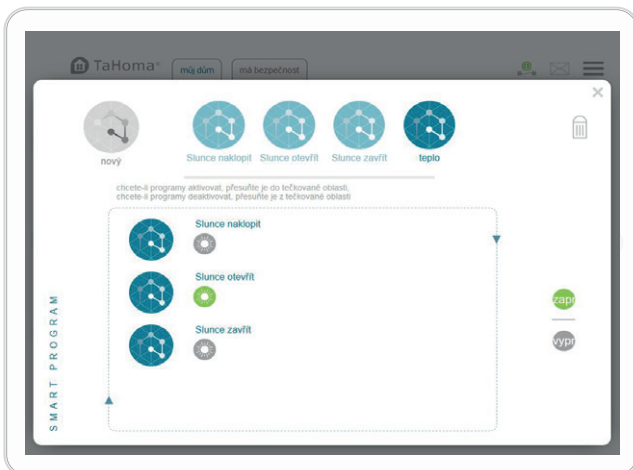 TaHoma®
můj dům
má bezpečnost
nový
Slunce naklopit
Slunce otevřít
Slunce zavřít
teplo
chcete-li programy aktivovat, přesuňte je do tečkované oblasti.
chcete-li programy deaktivovat, přesuňte je z tečkované oblasti
Slunce naklopit
Slunce otevřít
Slunce zavřít
SMART PROGRAM
zapr
vypr